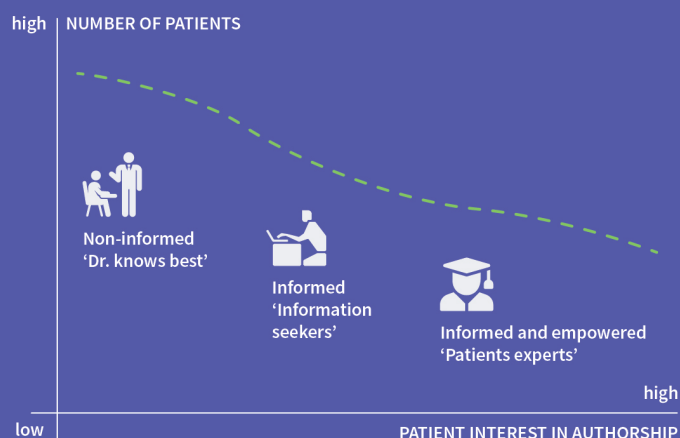 high NUMBER OF PATIENTS
Non-informed
‘Dr. knows best’
Informed
‘Information
seekers’
Informed and empowered
‘Patients experts’
high
low
PATIENT INTEREST IN AUTHORSHIP